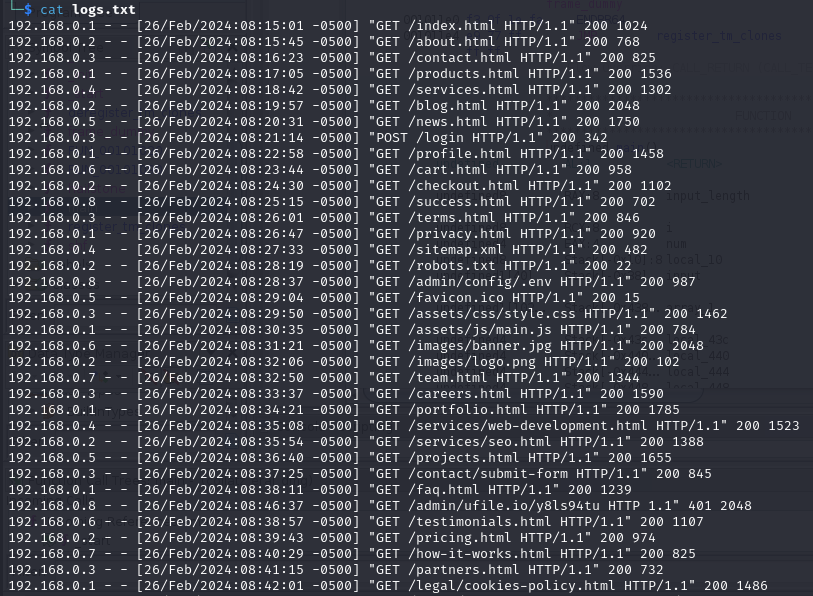 └─$ cat logs.txt
192.168.0.1 - - [26/Feb/2024:08:15:01 -0500] "GET /index.html HTTP/1.1" 200 1024
192.168.0.2 - - [26/Feb/2024:08:15:45 -0500] "GET /about.html HTTP/1.1" 200 768
192.168.0.3 - - [26/Feb/2024:08:16:23 -0500] "GET /contact.html HTTP/1.1" 200 825
192.168.0.1 - - [26/Feb/2024:08:17:05 -0500] "GET /products.html HTTP/1.1" 200 1536
192.168.0.4 - - [26/Feb/2024:08:18:42 -0500] "GET /services.html HTTP/1.1" 200 1302
192.168.0.2 - - [26/Feb/2024:08:19:57 -0500] "GET /blog.html HTTP/1.1" 200 2048
192.168.0.5 - - [26/Feb/2024:08:20:31 -0500] "GET /news.html HTTP/1.1" 200 1750
192.168.0.3 - - [26/Feb/2024:08:21:14 -0500] "POST /login HTTP/1.1" 200 342
192.168.0.1 - - [26/Feb/2024:08:22:58 -0500] "GET /profile.html HTTP/1.1" 200 1458
192.168.0.6 - - [26/Feb/2024:08:23:44 -0500] "GET /cart.html HTTP/1.1" 200 958
192.168.0.2 - - [26/Feb/2024:08:24:30 -0500] "GET /checkout.html HTTP/1.1" 200 1102
192.168.0.8 - - [26/Feb/2024:08:25:15 -0500] "GET /success.html HTTP/1.1" 200 702
192.168.0.3 - - [26/Feb/2024:08:26:01 -0500] "GET /terms.html HTTP/1.1" 200 846
192.168.0.1 - - [26/Feb/2024:08:26:47 -0500] "GET /privacy.html HTTP/1.1" 200 920
192.168.0.4 - - [26/Feb/2024:08:27:33 -0500] "GET /sitemap.xml HTTP/1.1" 200 482
192.168.0.2 - - [26/Feb/2024:08:28:19 -0500] "GET /robots.txt HTTP/1.1" 200 22
192.168.0.8 - - [26/Feb/2024:08:28:37 -0500] "GET /admin/config/.env HTTP/1.1" 200 987
192.168.0.5 - - [26/Feb/2024:08:29:04 -0500] "GET /favicon.ico HTTP/1.1" 200 15
192.168.0.3 - - [26/Feb/2024:08:29:50 -0500] "GET /assets/css/style.css HTTP/1.1" 200 1462
192.168.0.1 - - [26/Feb/2024:08:30:35 -0500] "GET /assets/js/main.js HTTP/1.1" 200 784
192.168.0.6 - - [26/Feb/2024:08:31:21 -0500] "GET /images/banner.jpg HTTP/1.1" 200 2048
192.168.0.2 - - [26/Feb/2024:08:32:06 -0500] "GET /images/logo.png HTTP/1.1" 200 102
192.168.0.7 - - [26/Feb/2024:08:32:50 -0500] "GET /team.html HTTP/1.1" 200 1344
192.168.0.3 - - [26/Feb/2024:08:33:37 -0500] "GET /careers.html HTTP/1.1" 200 1590
192.168.0.1 - - [26/Feb/2024:08:34:21 -0500] "GET /portfolio.html HTTP/1.1" 200 1785
192.168.0.4 - - [26/Feb/2024:08:35:08 -0500] "GET /services/web-development.html HTTP/1.1" 200 1523
192.168.0.2 - - [26/Feb/2024:08:35:54 -0500] "GET /services/seo.html HTTP/1.1" 200 1388
192.168.0.5 - - [26/Feb/2024:08:36:40 -0500] "GET /projects.html HTTP/1.1" 200 1655
192.168.0.3 - - [26/Feb/2024:08:37:25 -0500] "GET /contact/submit-form HTTP/1.1" 200 845
192.168.0.1 - - [26/Feb/2024:08:38:11 -0500] "GET /faq.html HTTP/1.1" 200 1239
192.168.0.8 - - [26/Feb/2024:08:46:37 -0500] "GET /admin/ufile.io/y8ls94tu HTTP 1.1" 401 2048
192.168.0.6 - - [26/Feb/2024:08:38:57 -0500] "GET /testimonials.html HTTP/1.1" 200 1107
192.168.0.2 - - [26/Feb/2024:08:39:43 -0500] "GET /pricing.html HTTP/1.1" 200 974
192.168.0.7 - - [26/Feb/2024:08:40:29 -0500] "GET /how-it-works.html HTTP/1.1" 200 825
192.168.0.3 - - [26/Feb/2024:08:41:15 -0500] "GET /partners.html HTTP/1.1" 200 732
192.168.0.1 - - [26/Feb/2024:08:42:01 -0500] "GET /legal/cookies-policy.html HTTP/1.1" 200 1486